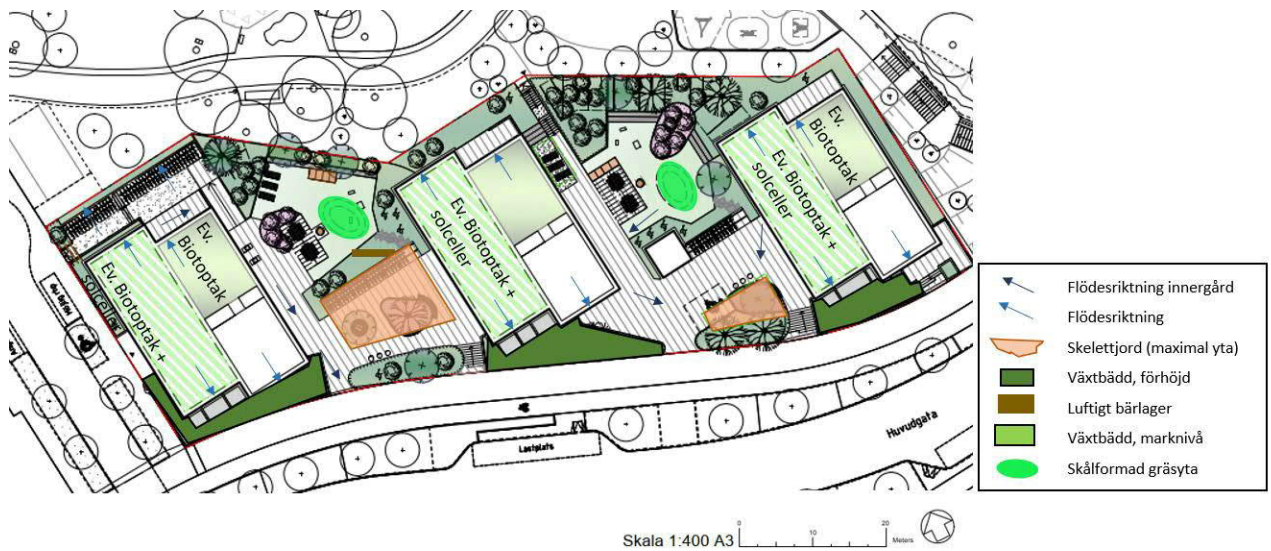 Ev. Biotoptak +
solceller
Ev.
Biotoptak
Ev. Biotoptak +
solceller
Ev. Biotoptak +
solceller
Ev.
Biotoptak
Lastplats
Huvudgata
Flödesriktning innergård
Flödesriktning
Skelettjord (maximal yta)
Växtbädd, förhöjd
Luftigt bärlager
Växtbädd, marknivå
Skålformad gräsyta
Skala 1:400 A3
0
10
20
Meters